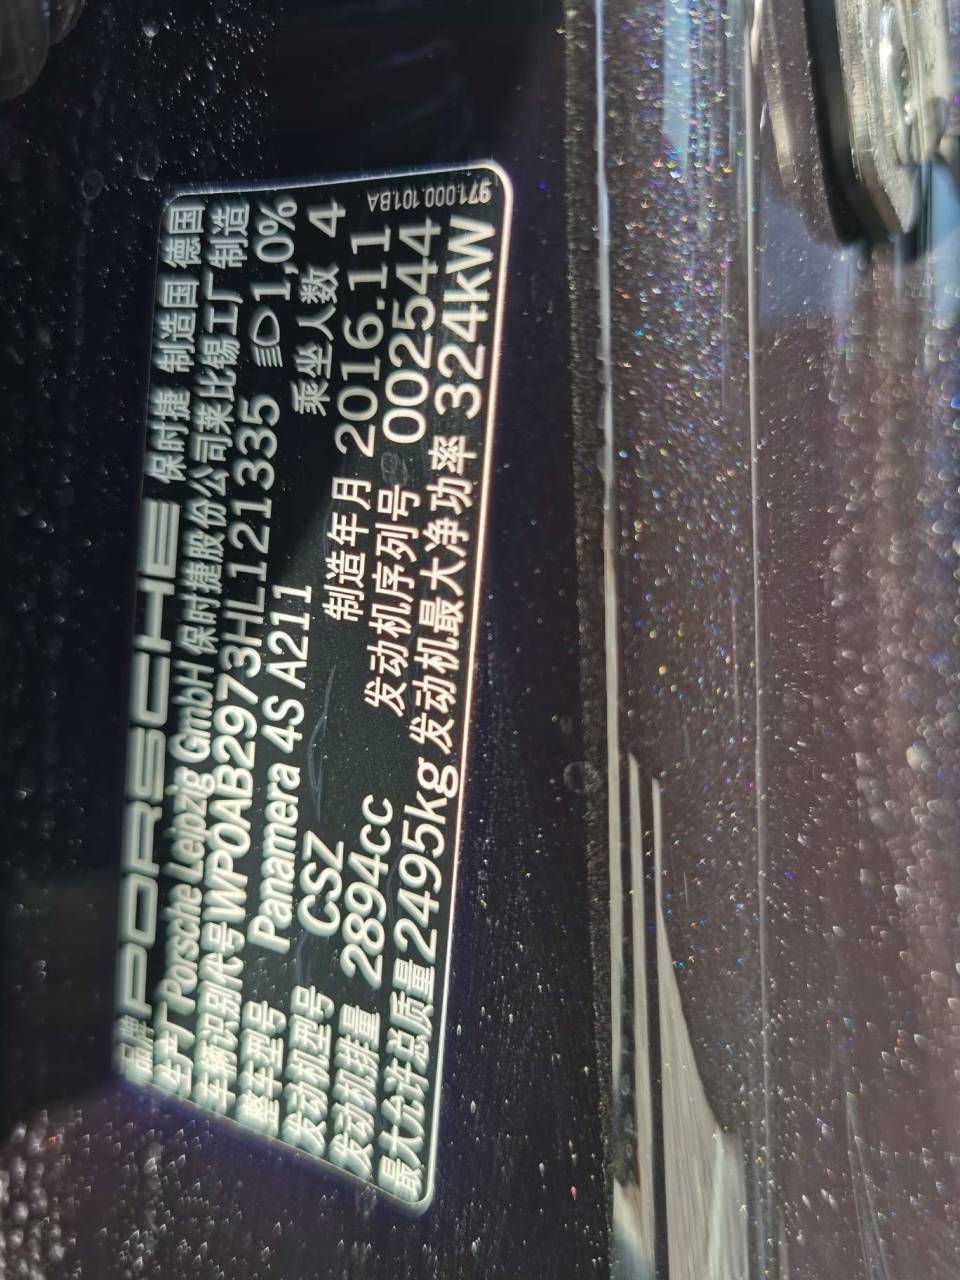 品牌 PORSCHE 保时捷 制造国 德国
生产厂 Porsche Leipzig GmbH 保时捷股份公司莱比锡工厂制造
车辆识别代号 WP0AB2973HL121335 1,0%
整车型号 Panamera 4S A211 乘坐人数 4
发动机型号 CSZ 制造年月 2016.11
发动机排量 2894cc 发动机序列号 002544
最大允许总质量 2495kg 发动机最大净功率 324kW
971.000.101.BA